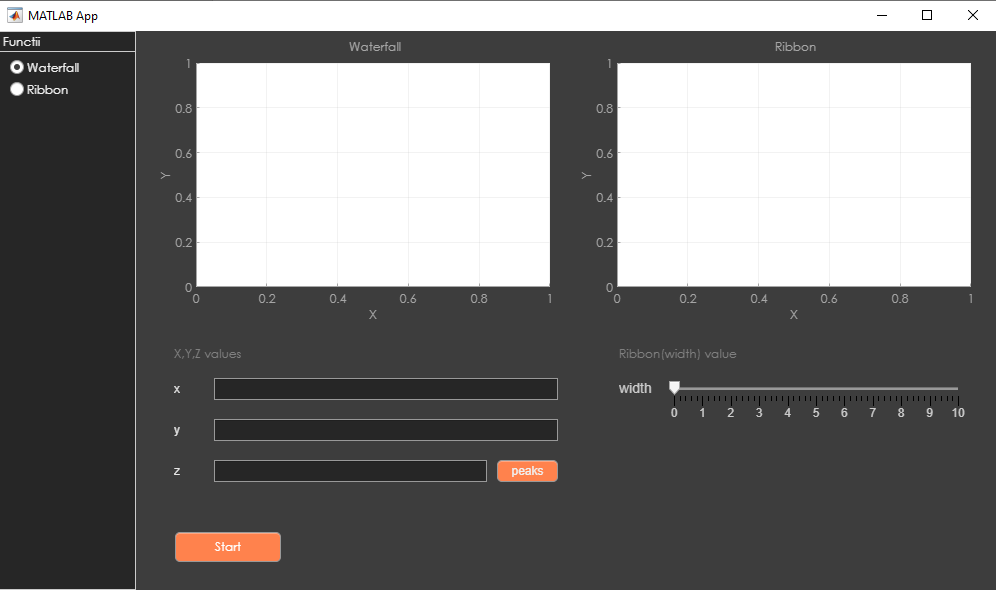 MATLAB App
Functii
Waterfall
Ribbon
Waterfall
1
0.8
0.6
0.4
0.2
0
Y
0 0.2 0.4 0.6 0.8 1
X
Ribbon
1
0.8
0.6
0.4
0.2
0
Y
0 0.2 0.4 0.6 0.8 1
X
X,Y,Z values
x
y
z
peaks
Start
Ribbon(width) value
width
0 1 2 3 4 5 6 7 8 9 10